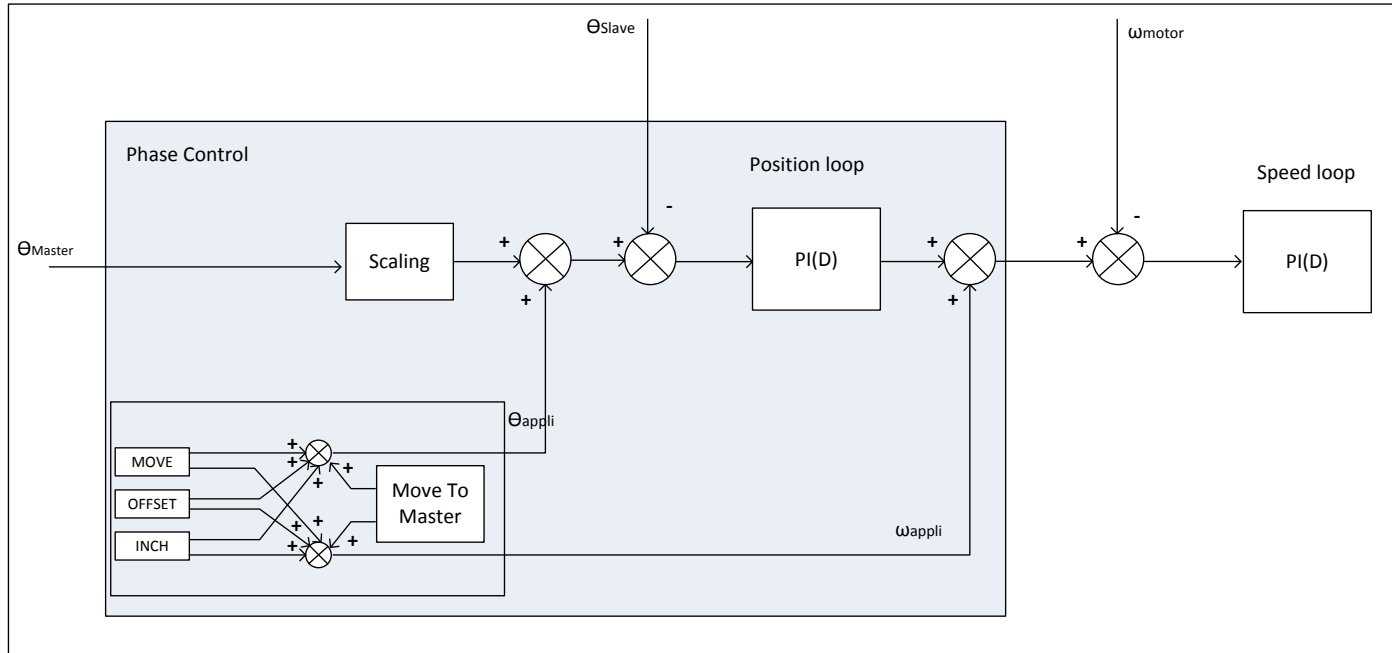 ΘSlave
ωmotor
Phase Control
Position loop
Speed loop
ΘMaster
Scaling
PI(D)
PI(D)
+
+
-
+
+
+
-
+
Θappli
MOVE
OFFSET
INCH
Move To
Master
+
+
+
+
+
+
+
+
ωappli